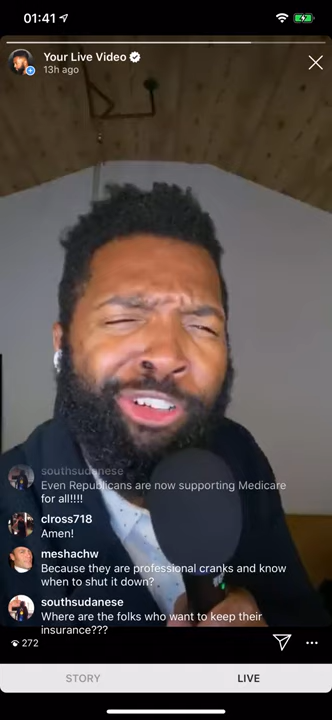 01:41
Your Live Video
13h ago
southsudanese
Even Republicans are now supporting Medicare
for all!!!!
clross718
Amen!
meshachw
Because they are professional cranks and know
when to shut it down?
southsudanese
Where are the folks who want to keep their
insurance???
272
STORY
LIVE